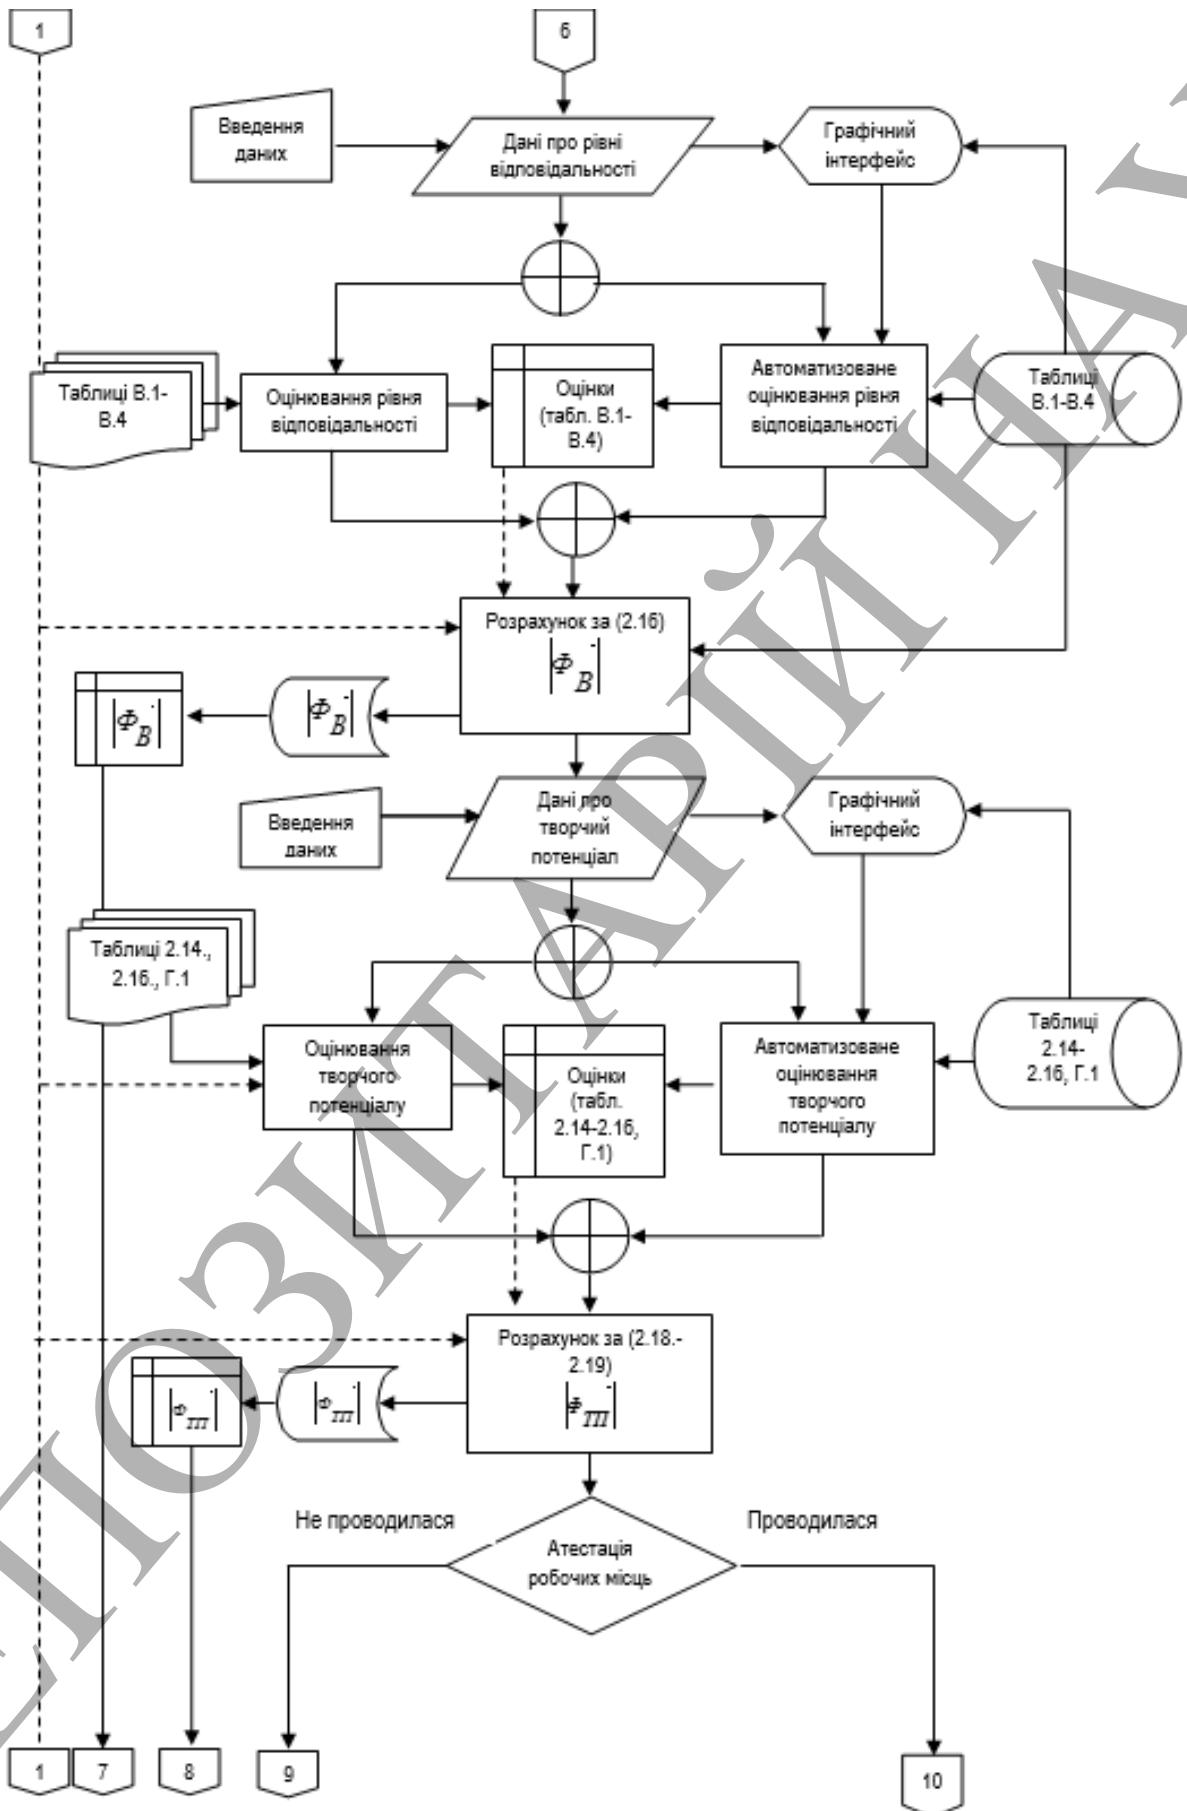 1
6
Введення
даних
Дані про рівні
відповідальності
Графічний
інтерфейс
Таблиці В.1-
В.4
Оцінювання рівня
відповідальності
Оцінки
(табл. В.1-
В.4)
Автоматизоване
оцінювання рівня
відповідальності
Таблиці
В.1-В.4
Розрахунок за (2.16)
|Ф˙В|
|Ф˙В|
|Ф˙В|
Введення
даних
Дані про
творчий
потенціал
Графічний
інтерфейс
Таблиці 2.14.,
2.16., Г.1
Оцінювання
творчого
потенціалу
Оцінки
(табл.
2.14-2.16,
Г.1)
Автоматизоване
оцінювання
творчого
потенціалу
Таблиці
2.14-
2.16, Г.1
Розрахунок за (2.18.-
2.19)
|Ф˙ТП|
|Ф˙ТП|
|Ф˙ТП|
Не проводилася
Проводилася
Атестація
робочих місць
1
7
8
9
10